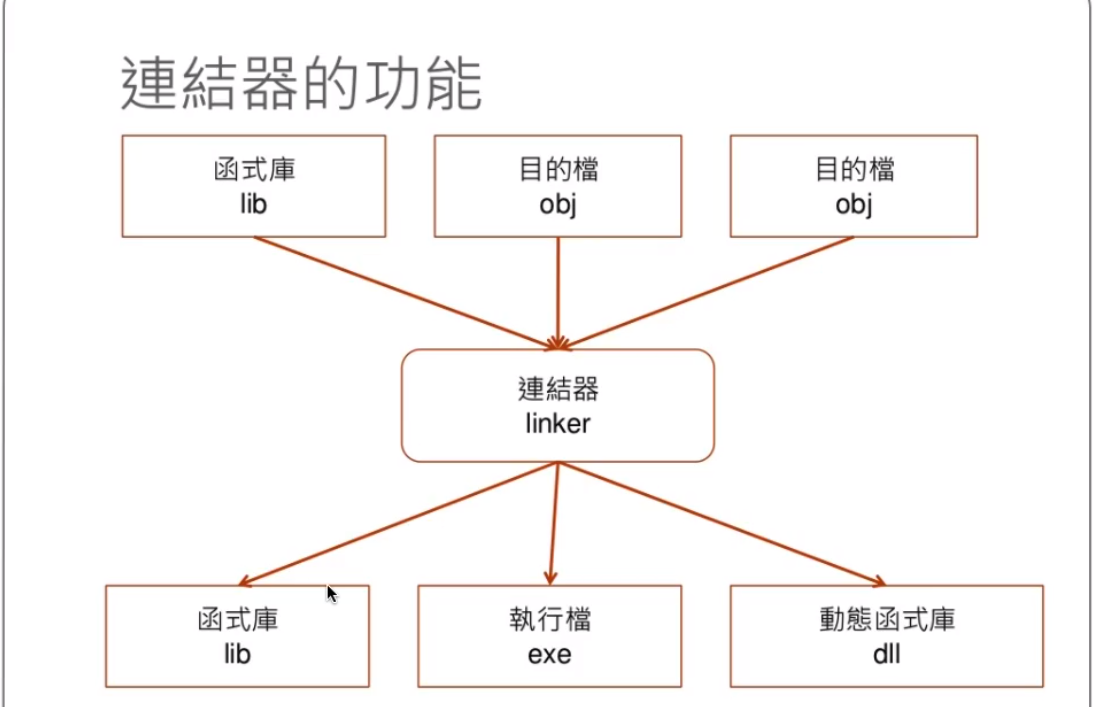 連結器的功能
函式庫
lib
目的檔
obj
目的檔
obj
連結器
linker
函式庫
lib
執行檔
exe
動態函式庫
dll